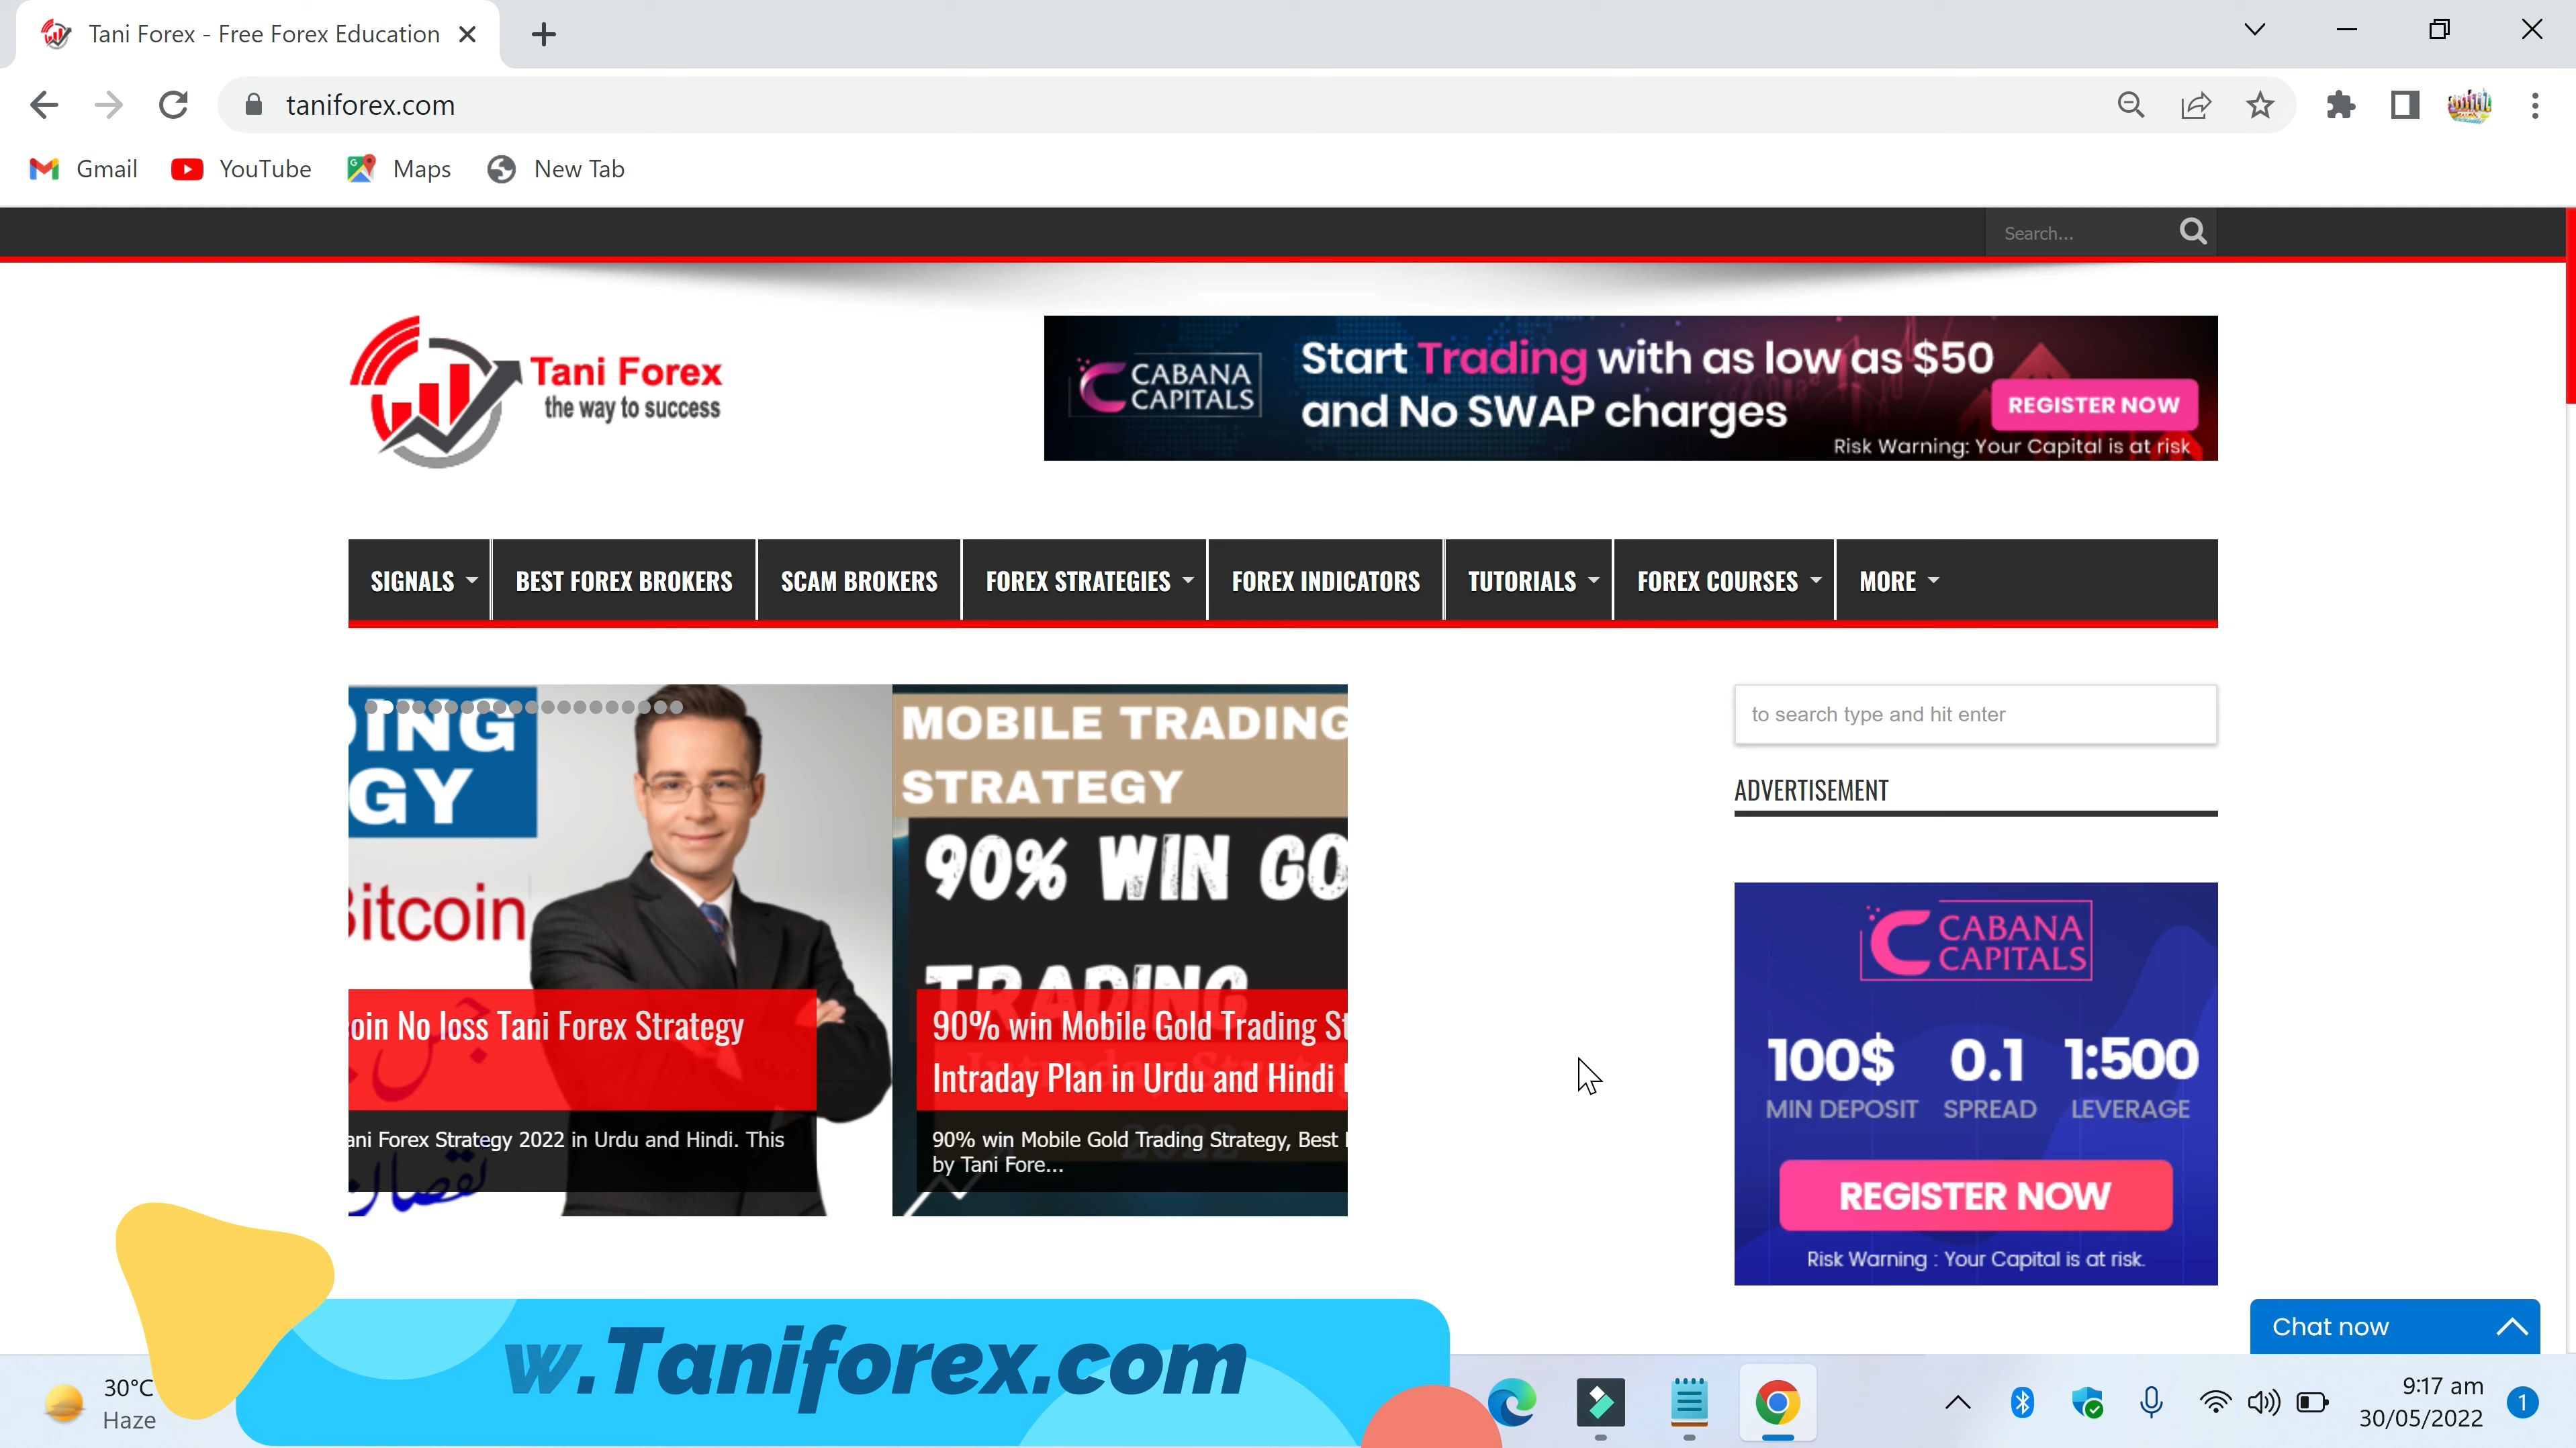 Tani Forex - Free Forex Education
taniforex.com
Gmail
YouTube
Maps
New Tab
Search...
Tani Forex
the way to success
CABANA
CAPITALS
Start Trading with as low as $50
and No SWAP charges
REGISTER NOW
Risk Warning: Your Capital is at risk
SIGNALS
BEST FOREX BROKERS
SCAM BROKERS
FOREX STRATEGIES
FOREX INDICATORS
TUTORIALS
FOREX COURSES
MORE
ING
GY
Bitcoin
oin No loss Tani Forex Strategy
ani Forex Strategy 2022 in Urdu and Hindi. This
نقصان
MOBILE TRADING
STRATEGY
90% WIN GO
TRADING
90% win Mobile Gold Trading St
Intraday Plan in Urdu and Hindi
90% win Mobile Gold Trading Strategy, Best
by Tani Fore...
2022
to search type and hit enter
ADVERTISEMENT
CABANA
CAPITALS
100$ 0.1 1:500
MIN DEPOSIT SPREAD LEVERAGE
REGISTER NOW
Risk Warning : Your Capital is at risk.
Chat now
w.Taniforex.com
30°C
Haze
9:17 am
30/05/2022
1